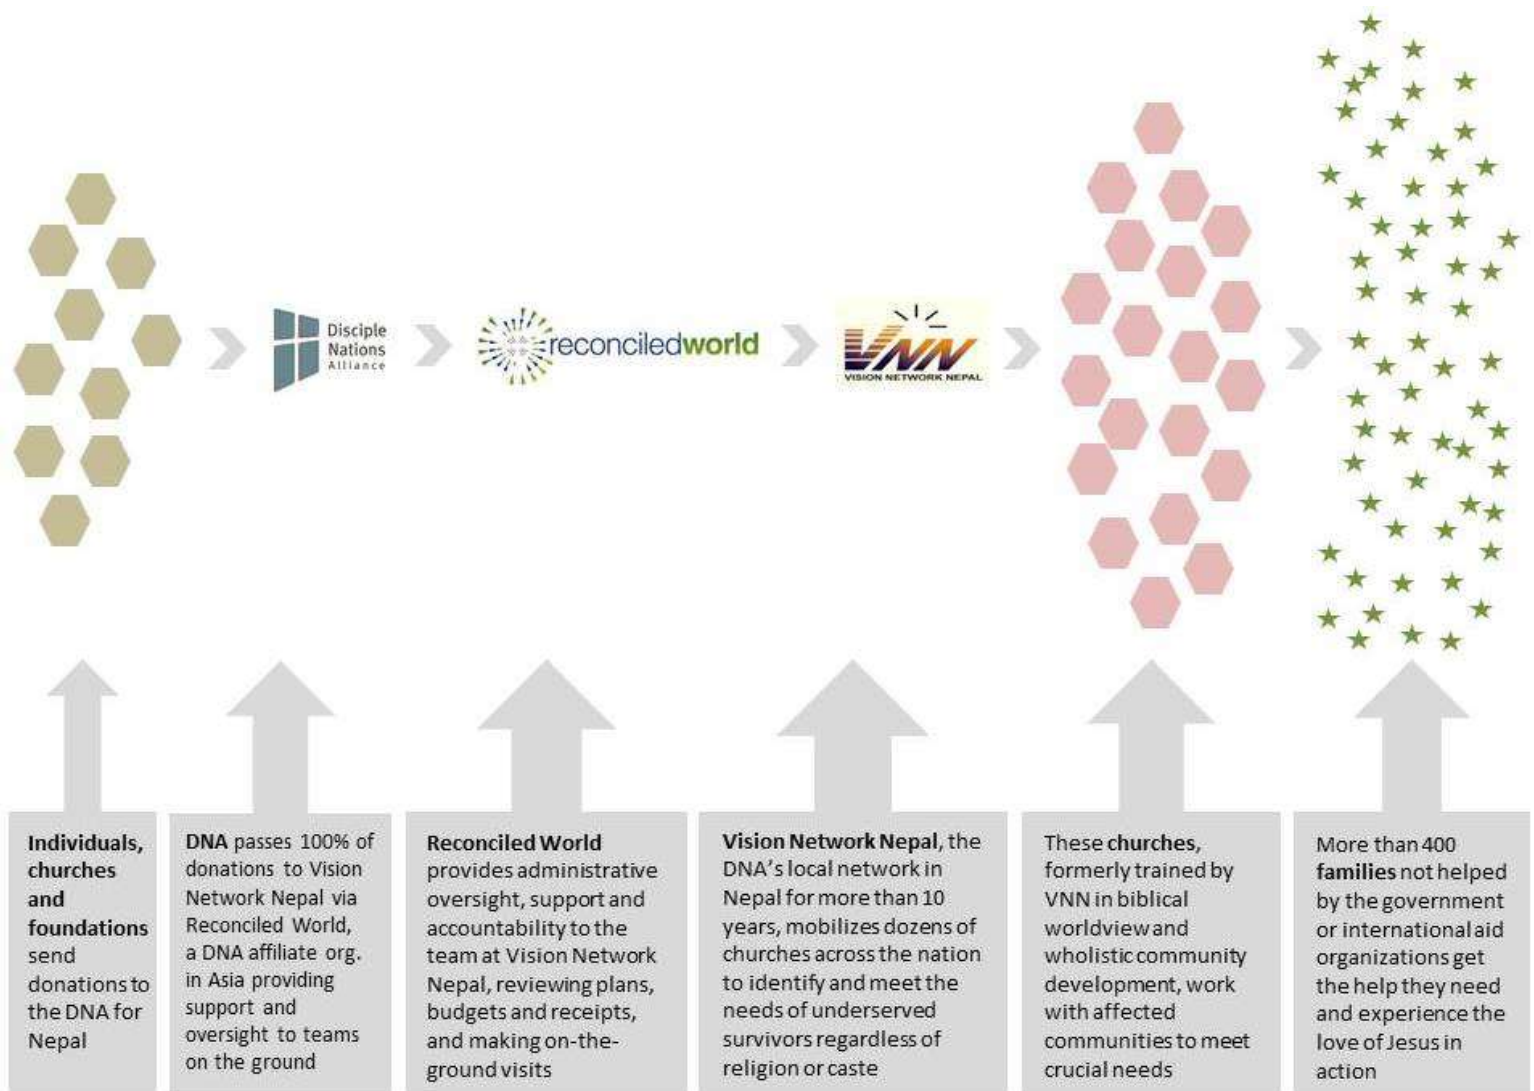 Disciple
Nations
Alliance
reconciledworld
VNN
VISION NETWORK NEPAL
Individuals,
churches
and
foundations
send
donations to
the DNA for
Nepal
DNA passes 100% of
donations to Vision
Network Nepal via
Reconciled World,
a DNA affiliate org.
in Asia providing
support and
oversight to teams
on the ground
Reconciled World
provides administrative
oversight, support and
accountability to the
team at Vision Network
Nepal, reviewing plans,
budgets and receipts,
and making on-the-
ground visits
Vision Network Nepal, the
DNA's local network in
Nepal for more than 10
years, mobilizes dozens of
churches across the nation
to identify and meet the
needs of underserved
survivors regardless of
religion or caste
These churches,
formerly trained by
VNN in biblical
worldview and
wholistic community
development, work
with affected
communities to meet
crucial needs
More than 400
families not helped
by the government
or international aid
organizations get
the help they need
and experience the
love of Jesus in
action